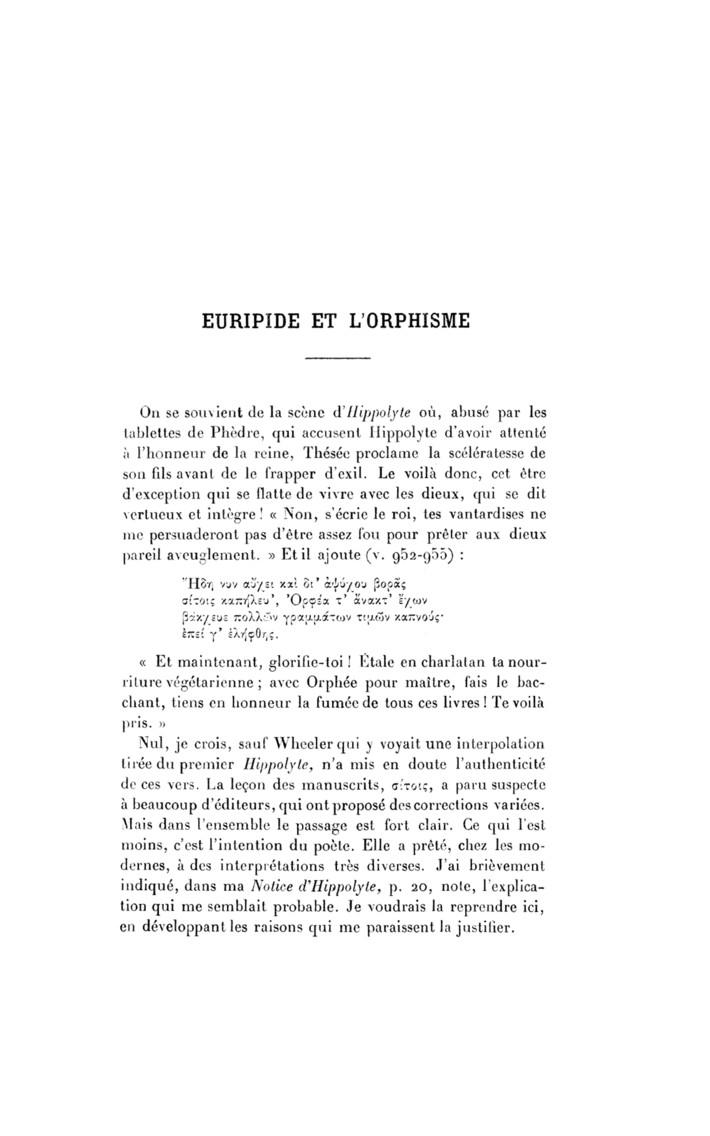 EURIPIDE ET L'ORPHISME
On se souvient de la scène d'Hippolyte où, abusé par les
tablettes de Phèdre, qui accusent Hippolyte d'avoir attenté
à l'honneur de la reine, Thésée proclame la scélératesse de
son fils avant de le frapper d'exil. Le voilà donc, cet être
d'exception qui se flatte de vivre avec les dieux, qui se dit
vertueux et intègre ! « Non, s'écrie le roi, tes vantardises ne
me persuaderont pas d'être assez fou pour prêter aux dieux
pareil aveuglement. » Et il ajoute (v. 952-955) :
Ἤδη νυν αὔχει καὶ δι' ἀψύχου βορᾶς
σίτοις καπήλευ', Ὀρφέα τ' ἄνακτ' ἔχων
βάκχευε πολλῶν γραμμάτων τιμῶν καπνούς·
ἐπεί γ' ἐλήφθης.
« Et maintenant, glorifie-toi ! Étale en charlatan ta nour-
riture végétarienne ; avec Orphée pour maître, fais le bac-
chant, tiens en honneur la fumée de tous ces livres ! Te voilà
pris. »
Nul, je crois, sauf Wheeler qui y voyait une interpolation
tirée du premier Hippolyte, n'a mis en doute l'authenticité
de ces vers. La leçon des manuscrits, σίτοις, a paru suspecte
à beaucoup d'éditeurs, qui ont proposé des corrections variées.
Mais dans l'ensemble le passage est fort clair. Ce qui l'est
moins, c'est l'intention du poète. Elle a prêté, chez les mo-
dernes, à des interprétations très diverses. J'ai brièvement
indiqué, dans ma Notice d'Hippolyte, p. 20, note, l'explica-
tion qui me semblait probable. Je voudrais la reprendre ici,
en développant les raisons qui me paraissent la justifier.